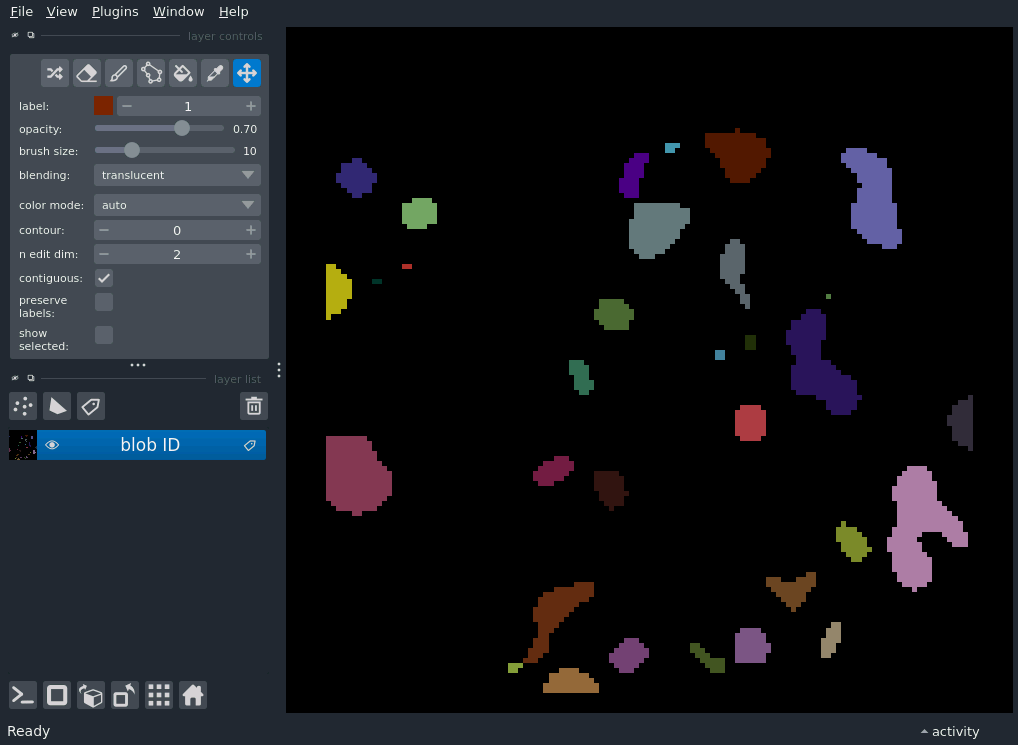 File View Plugins Window Help
layer controls
label: 1
opacity: 0.70
brush size: 10
blending: translucent
color mode: auto
contour: 0
n edit dim: 2
contiguous:
preserve
labels:
show
selected:
layer list
blob ID
Ready
activity